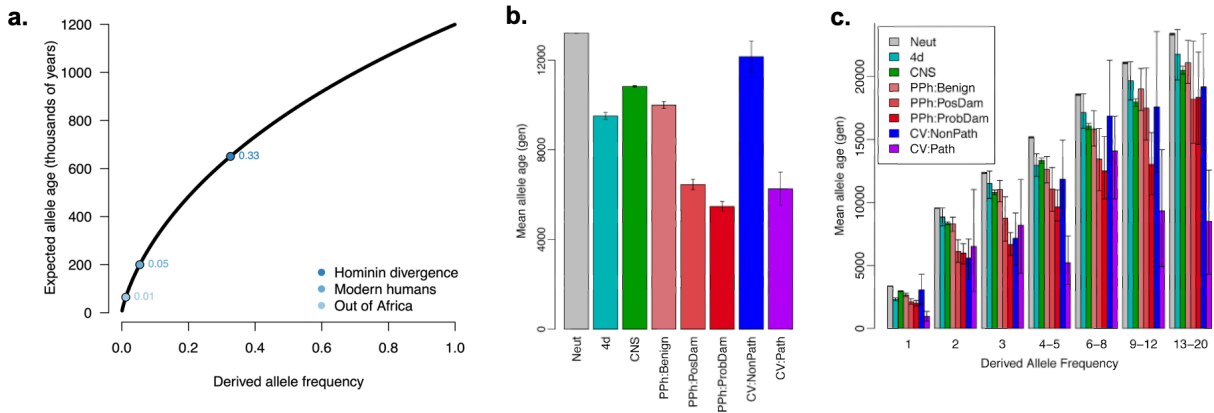 a.
Expected allele age (thousands of years)
1200
1000
800
600
400
200
0
0.33
0.05
0.01
Hominin divergence
Modern humans
Out of Africa
0.0
0.2
0.4
0.6
0.8
1.0
Derived allele frequency
b.
Mean allele age (gen)
12000
8000
4000
0
Neut
4d
CNS
PPh:Benign
PPh:PosDam
PPh:ProbDam
CV:NonPath
CV:Path
c.
Mean allele age (gen)
20000
15000
10000
5000
0
Neut
4d
CNS
PPh:Benign
PPh:PosDam
PPh:ProbDam
CV:NonPath
CV:Path
1
2
3
4–5
6–8
9–12
13–20
Derived Allele Frequency